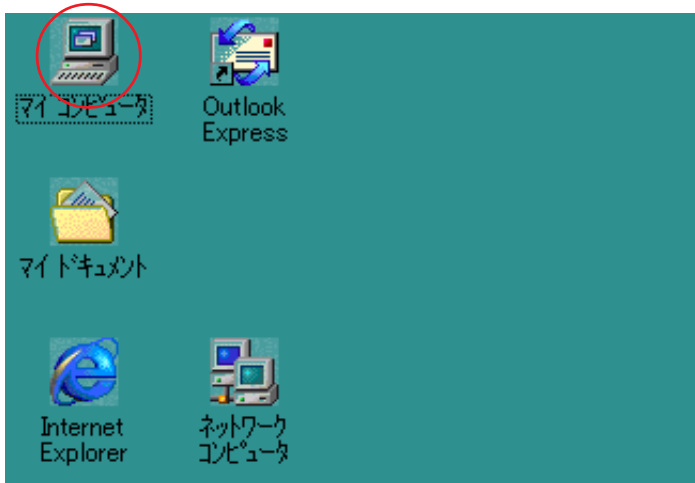 マイ コンピュータ
Outlook
Express
マイ ドキュメント
Internet
Explorer
ネットワーク
コンピュータ